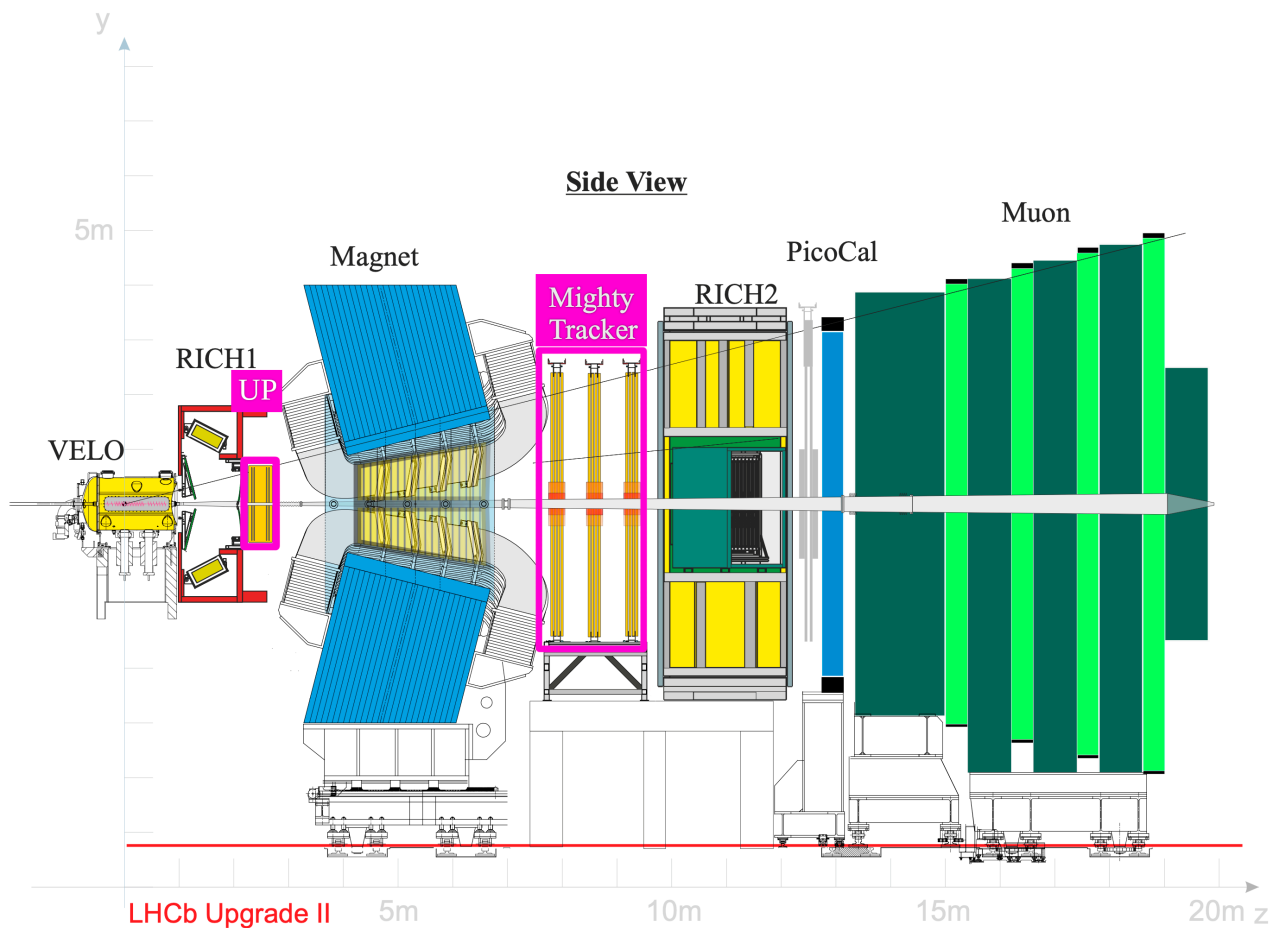 y
Side View
5m
Muon
Magnet
PicoCal
Mighty
Tracker
RICH2
RICH1
UP
VELO
LHCb Upgrade II
5m
10m
15m
20m
z